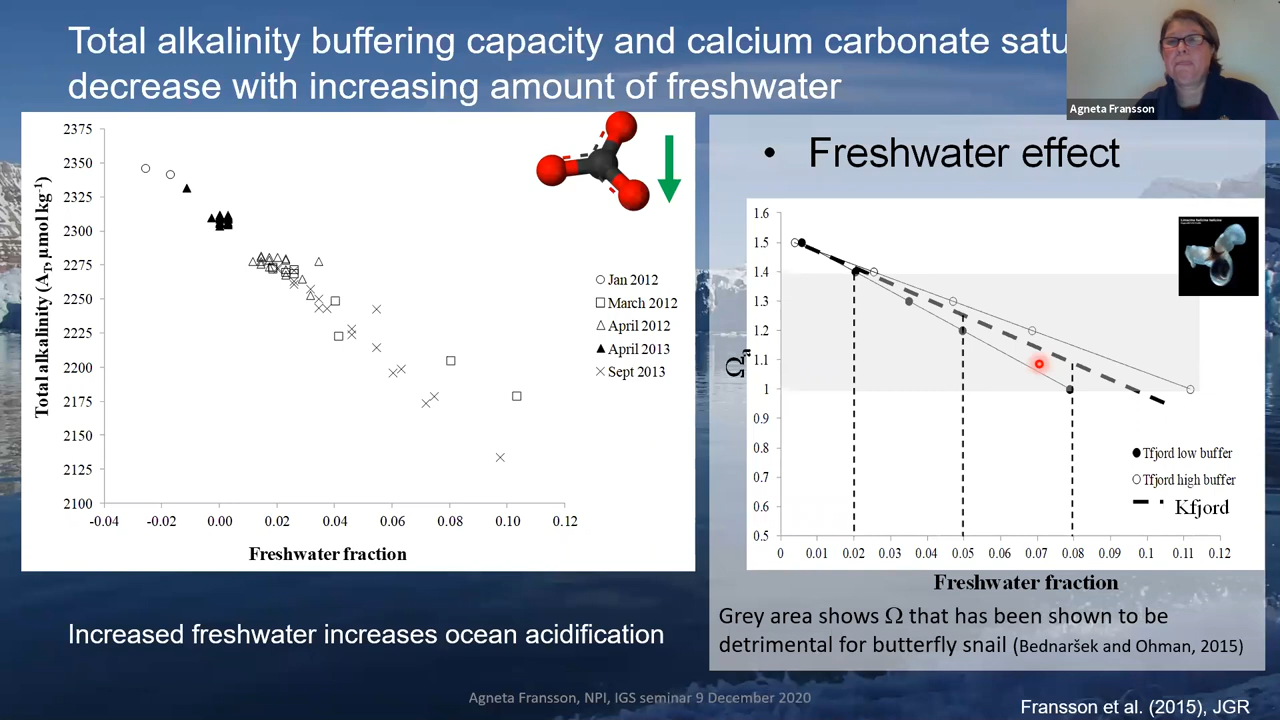 Total alkalinity buffering capacity and calcium carbonate satu
decrease with increasing amount of freshwater
Agneta Fransson
2375
2350
2325
2300
2275
2250
2225
2200
2175
2150
2125
2100
-0.04 -0.02 0.00 0.02 0.04 0.06 0.08 0.10 0.12
Total alkalinity (AT, µmol kg-1)
Freshwater fraction
Jan 2012
March 2012
April 2012
April 2013
Sept 2013
• Freshwater effect
1.6
1.5
1.4
1.3
1.2
1.1
1
0.9
0.8
0.7
0.6
0.5
0 0.01 0.02 0.03 0.04 0.05 0.06 0.07 0.08 0.09 0.1 0.11 0.12
Ωa
Tfjord low buffer
Tfjord high buffer
Kfjord
Freshwater fraction
Grey area shows Ω that has been shown to be
detrimental for butterfly snail (Bednaršek and Ohman, 2015)
Increased freshwater increases ocean acidification
Agneta Fransson, NPI, IGS seminar 9 December 2020
Fransson et al. (2015), JGR